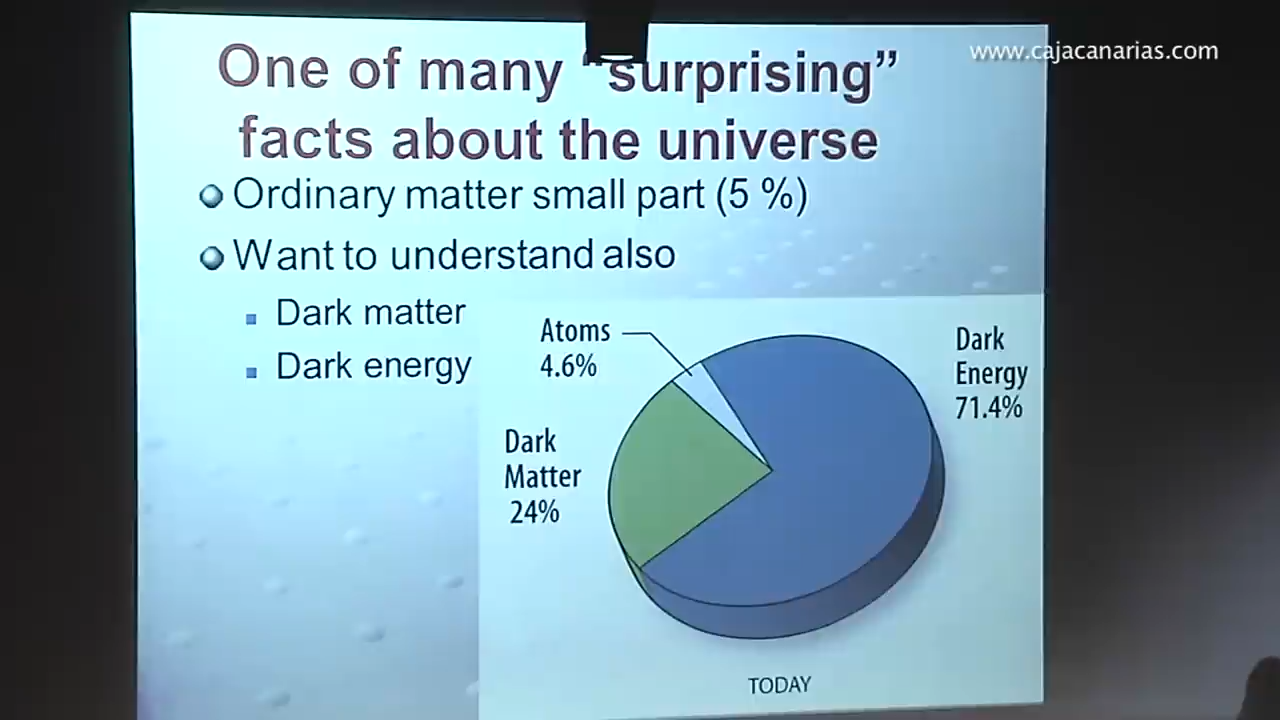 www.cajacanarias.com
One of many "surprising”
facts about the universe
Ordinary matter small part (5 %)
Want to understand also
Dark matter
Dark energy
Atoms
4.6%
Dark
Energy
71.4%
Dark
Matter
24%
TODAY